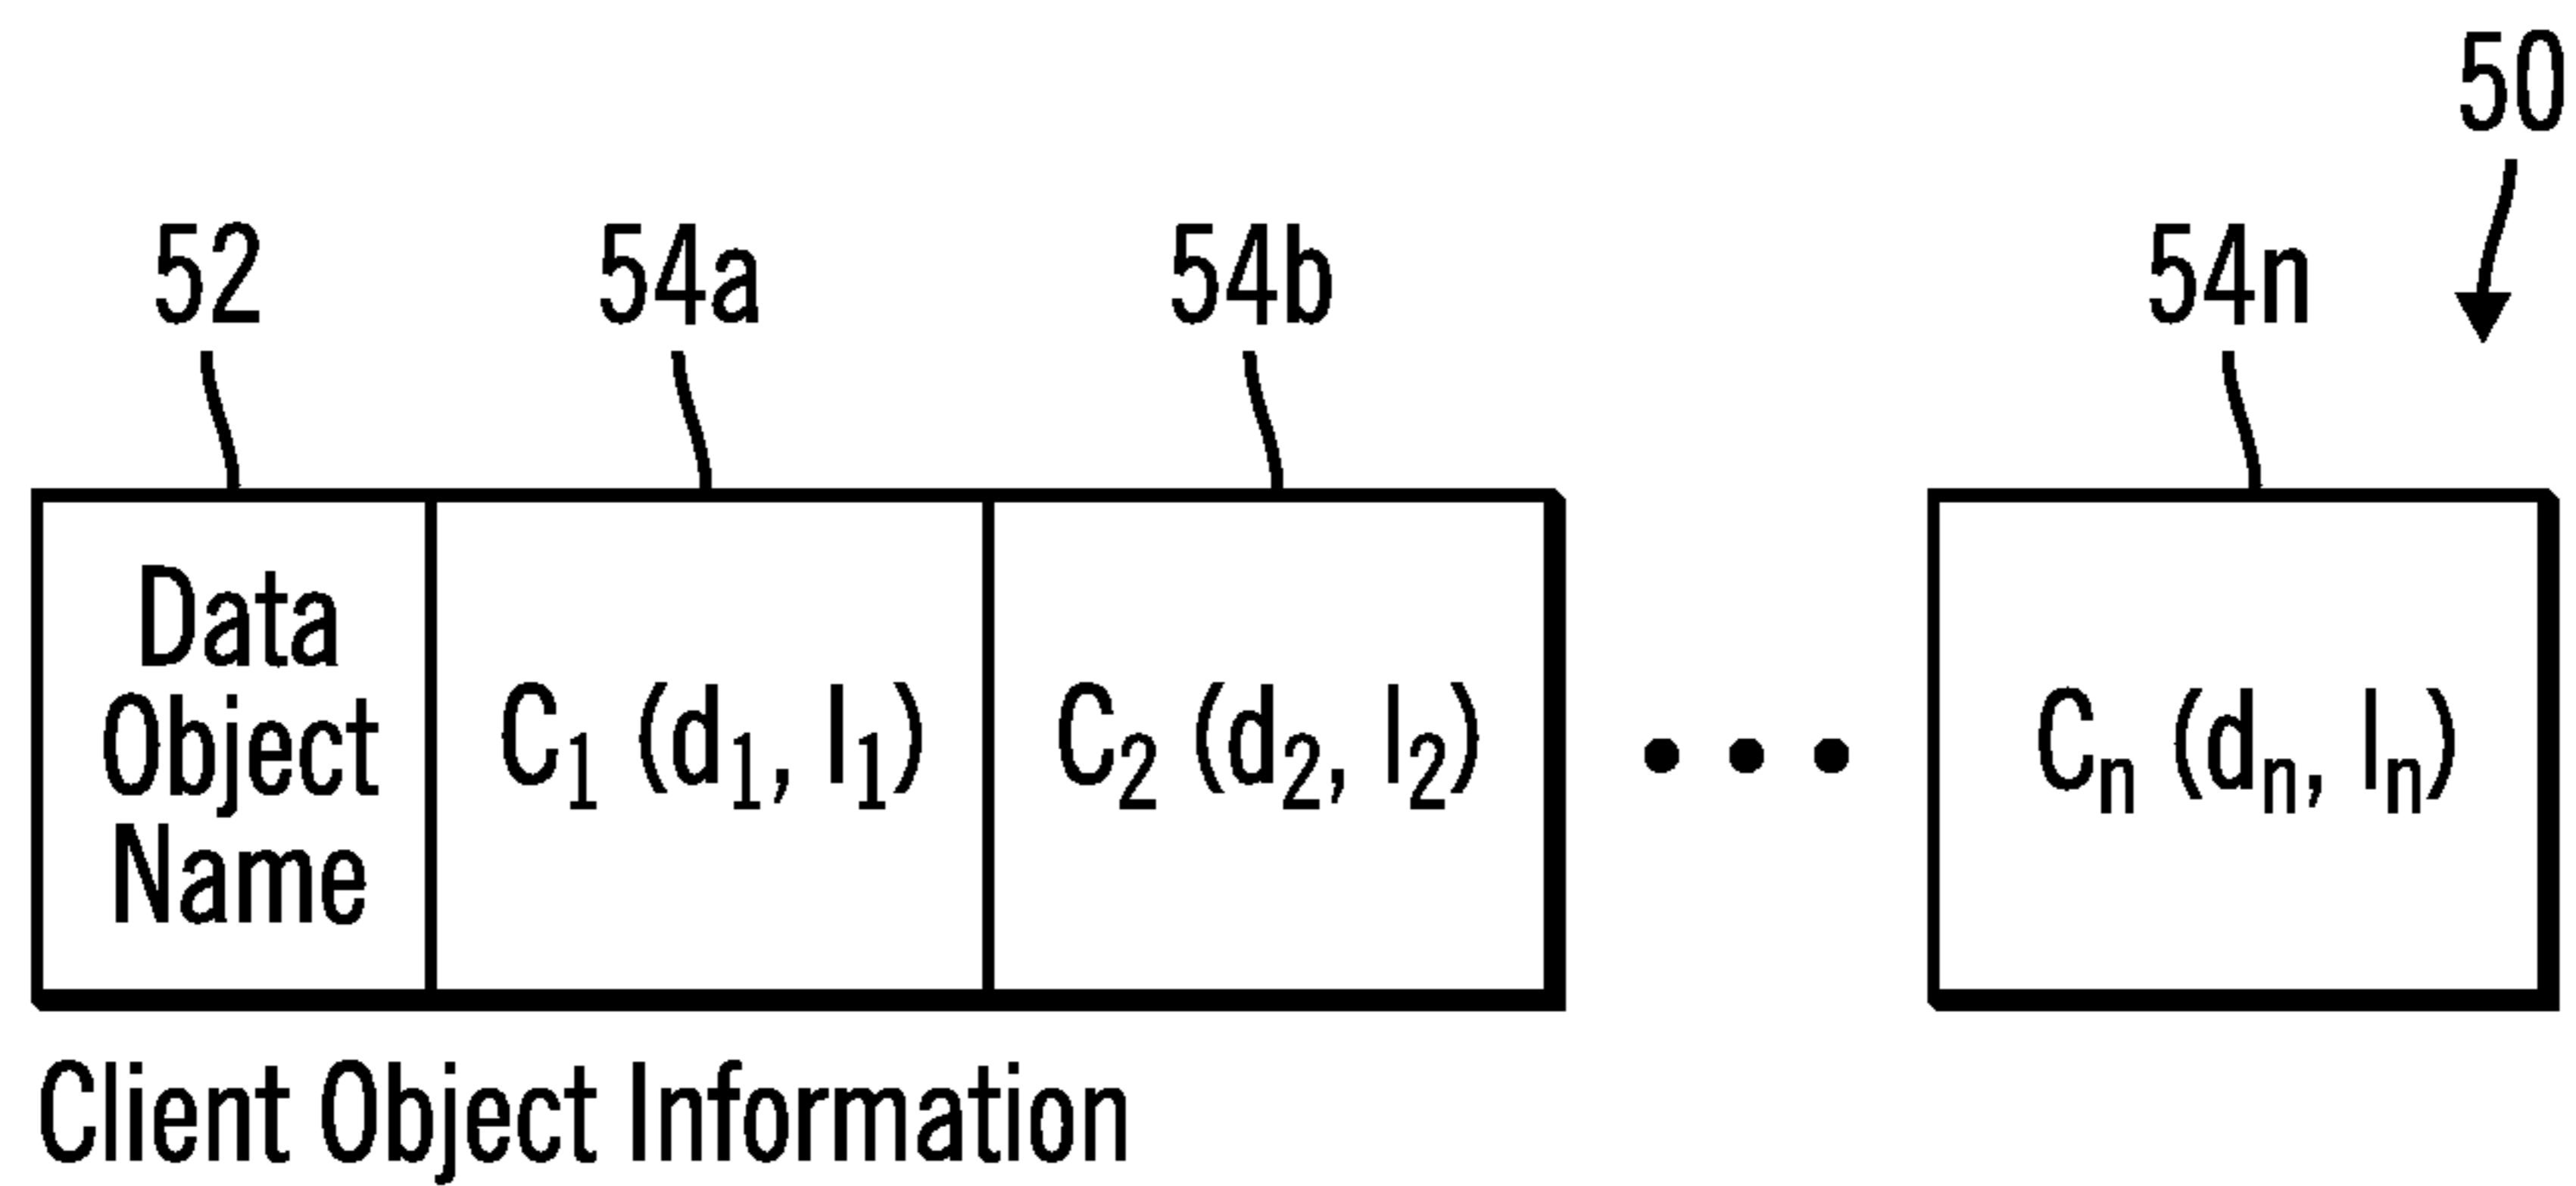 50
52 54a 54b 54n
Data
Object
Name
C₁ (d₁, l₁) C₂ (d₂, l₂) • • • Cₙ (dₙ, lₙ)
Client Object Information